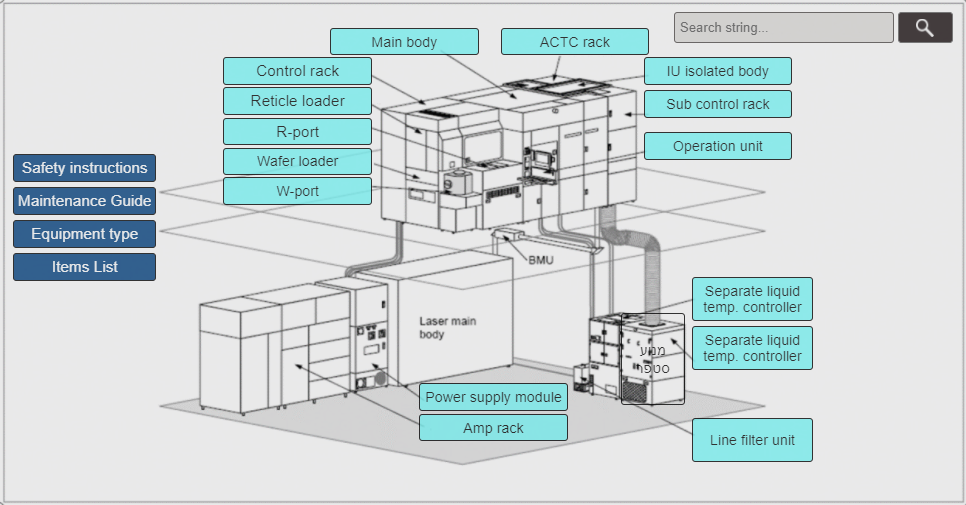 Search string...
Main body
ACTC rack
Control rack
IU isolated body
Reticle loader
Sub control rack
R-port
Operation unit
Wafer loader
W-port
Safety instructions
Maintenance Guide
Equipment type
Items List
BMU
Laser main
body
Separate liquid
temp. controller
Separate liquid
temp. controller
מנוע
סטפר
Power supply module
Amp rack
Line filter unit